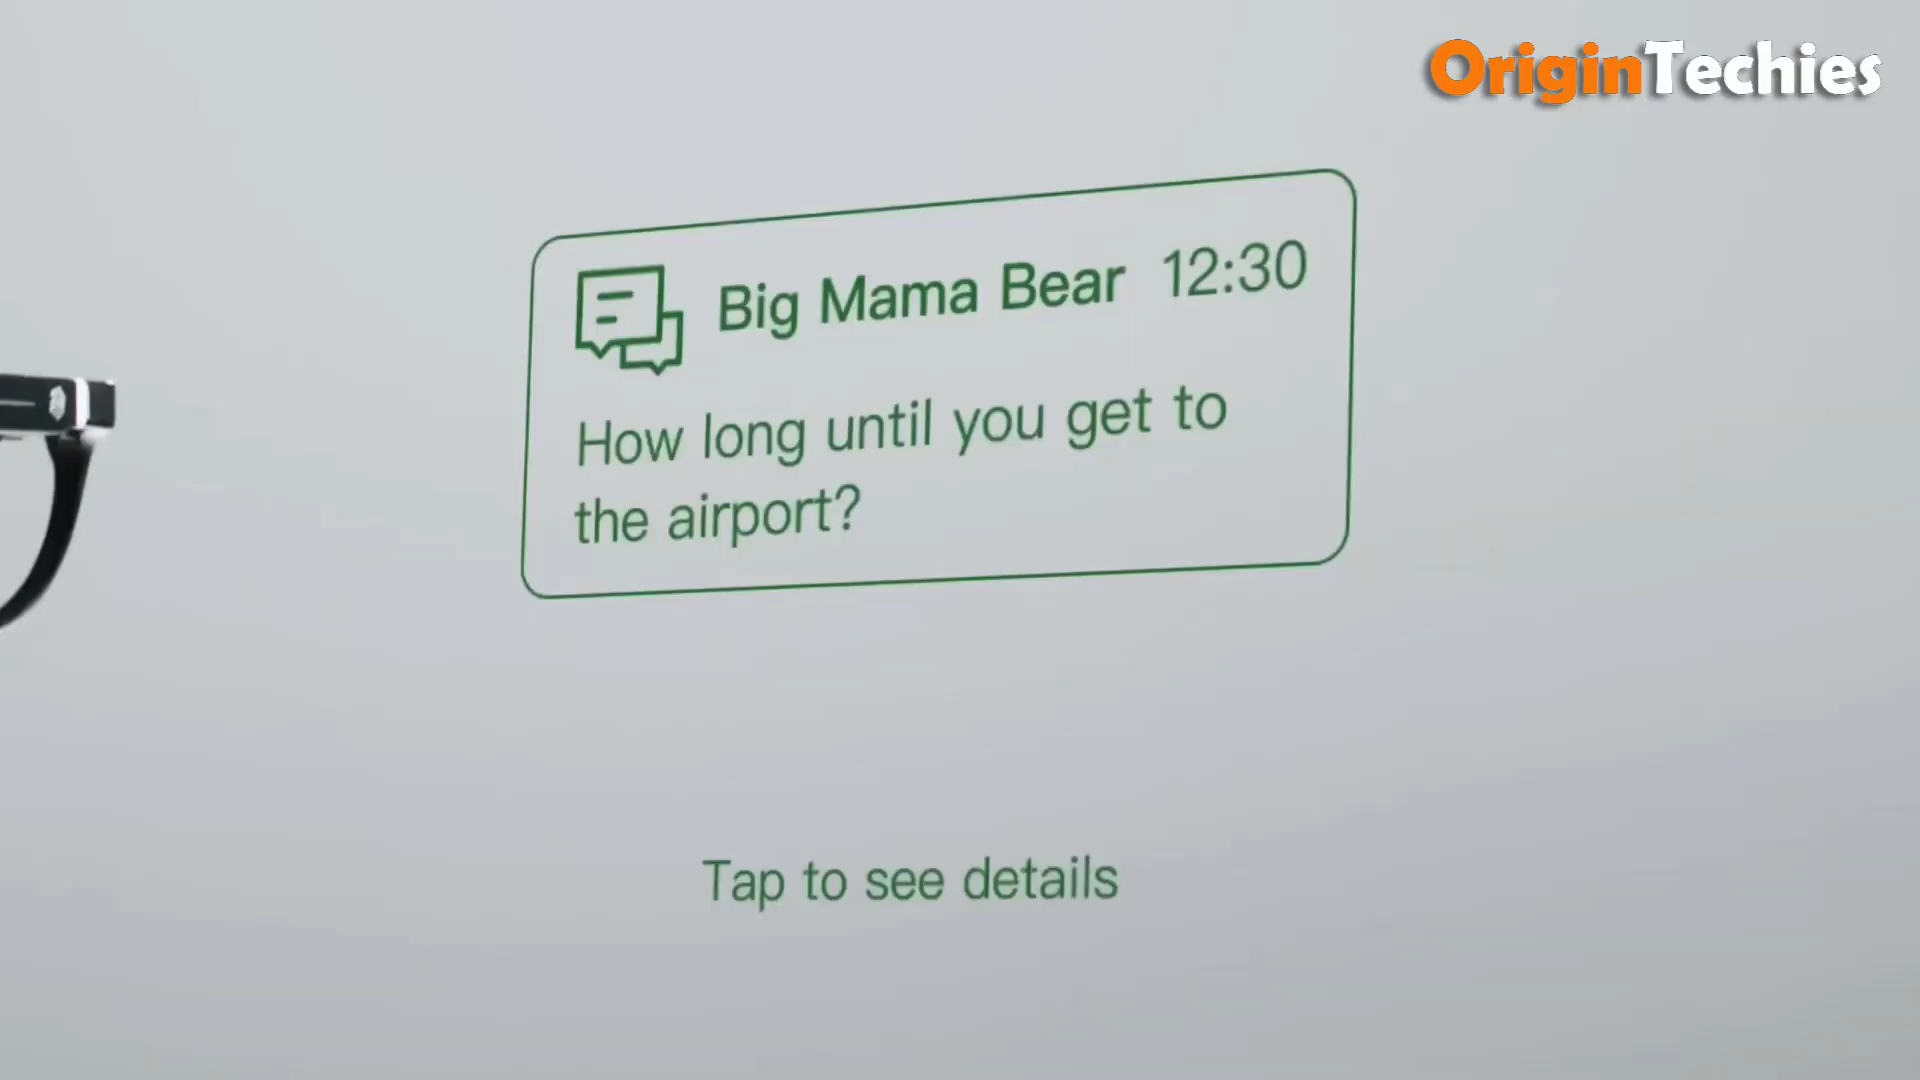 OriginTechies
Big Mama Bear 12:30
How long until you get to
the airport?
Tap to see details